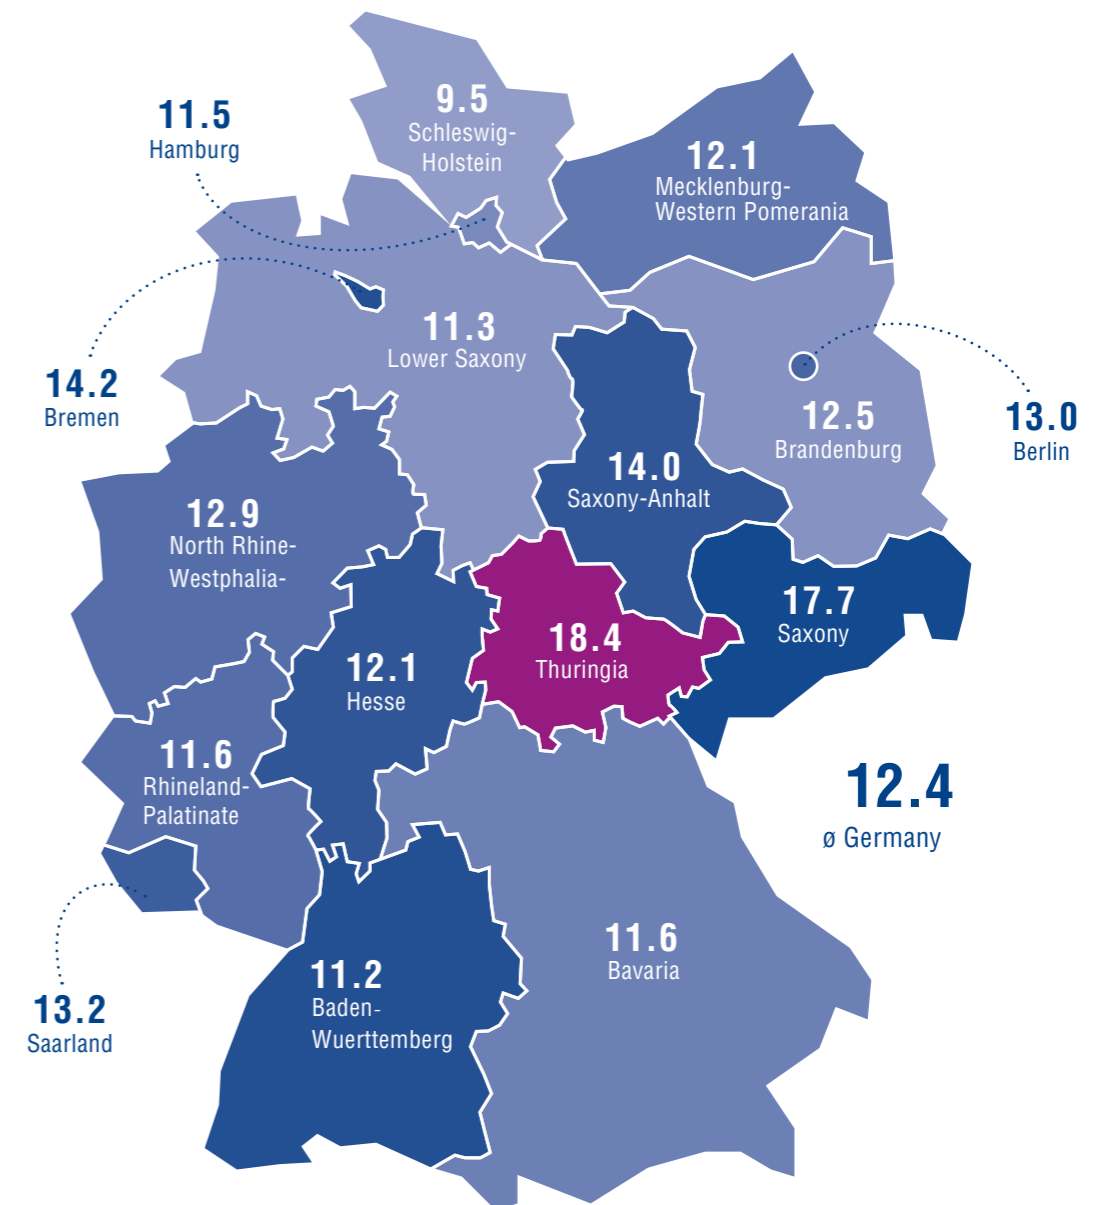 9.5
Schleswig-
Holstein
11.5
Hamburg
12.1
Mecklenburg-
Western Pomerania
11.3
Lower Saxony
14.2
Bremen
12.5
Brandenburg
13.0
Berlin
14.0
Saxony-Anhalt
12.9
North Rhine-
Westphalia-
17.7
Saxony
18.4
Thuringia
12.1
Hesse
11.6
Rhineland-
Palatinate
12.4
ø Germany
11.6
Bavaria
11.2
Baden-
Wuerttemberg
13.2
Saarland